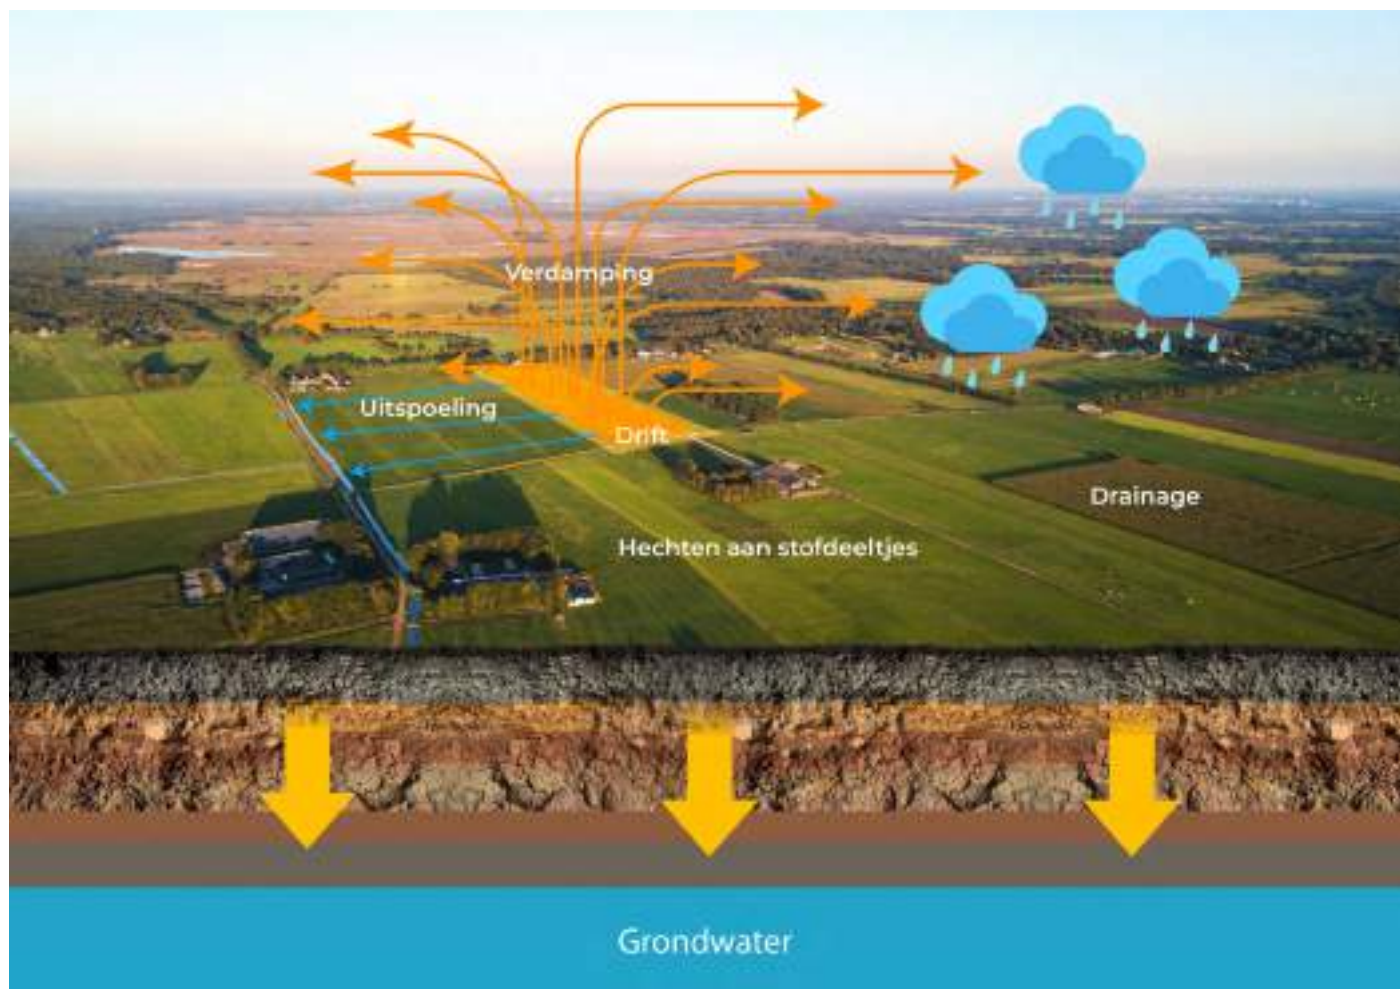 Verdamping
Uitspoeling
Drift
Drainage
Hechten aan stofdeeltjes
Grondwater